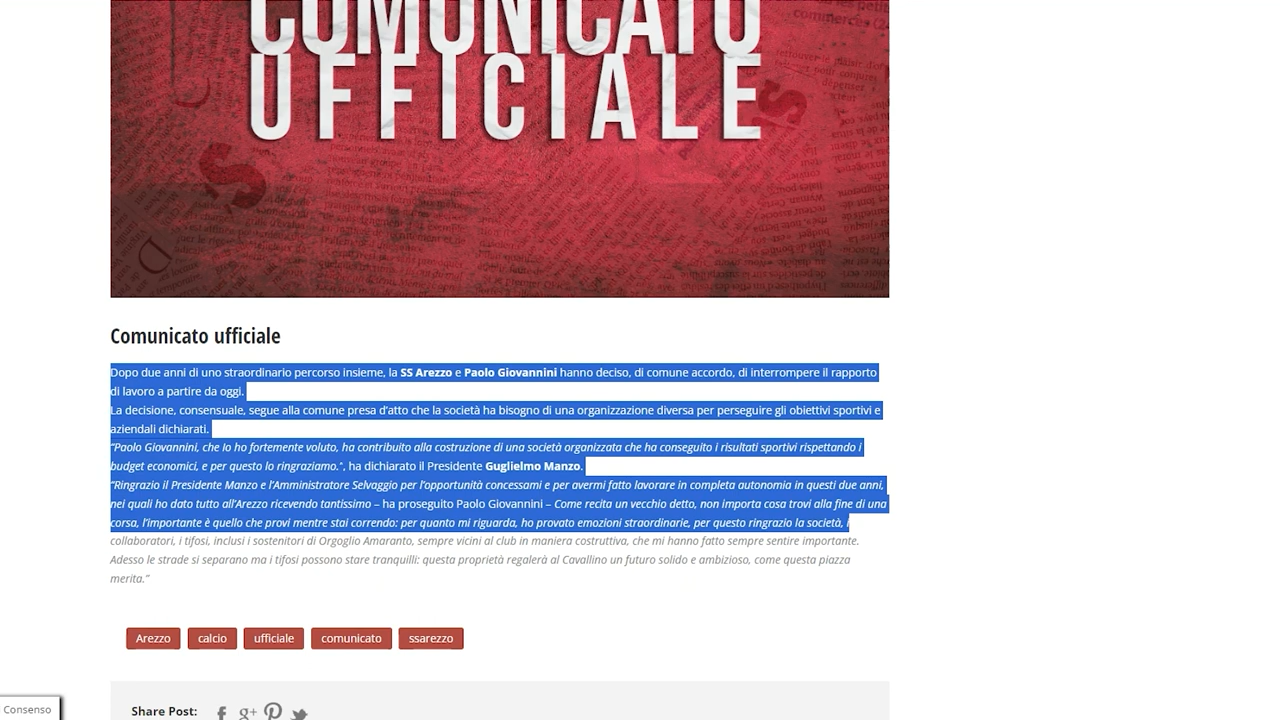 COMUNICATO
UFFICIALE
Comunicato ufficiale
Dopo due anni di uno straordinario percorso insieme, la SS Arezzo e Paolo Giovannini hanno deciso, di comune accordo, di interrompere il rapporto
di lavoro a partire da oggi.
La decisione, consensuale, segue alla comune presa d'atto che la società ha bisogno di una organizzazione diversa per perseguire gli obiettivi sportivi e
aziendali dichiarati.
"Paolo Giovannini, che Io ho fortemente voluto, ha contribuito alla costruzione di una società organizzata che ha conseguito i risultati sportivi rispettando i
budget economici, e per questo lo ringraziamo.", ha dichiarato il Presidente Guglielmo Manzo.
"Ringrazio il Presidente Manzo e l'Amministratore Selvaggio per l'opportunità concessami e per avermi fatto lavorare in completa autonomia in questi due anni,
nei quali ho dato tutto all'Arezzo ricevendo tantissimo – ha proseguito Paolo Giovannini – Come recita un vecchio detto, non importa cosa trovi alla fine di una
corsa, l'importante è quello che provi mentre stai correndo: per quanto mi riguarda, ho provato emozioni straordinarie, per questo ringrazio la società, i
collaboratori, i tifosi, inclusi i sostenitori di Orgoglio Amaranto, sempre vicini al club in maniera costruttiva, che mi hanno fatto sempre sentire importante.
Adesso le strade si separano ma i tifosi possono stare tranquilli: questa proprietà regalerà al Cavallino un futuro solido e ambizioso, come questa piazza
merita."
Arezzo calcio ufficiale comunicato ssarezzo
Share Post:
Consenso